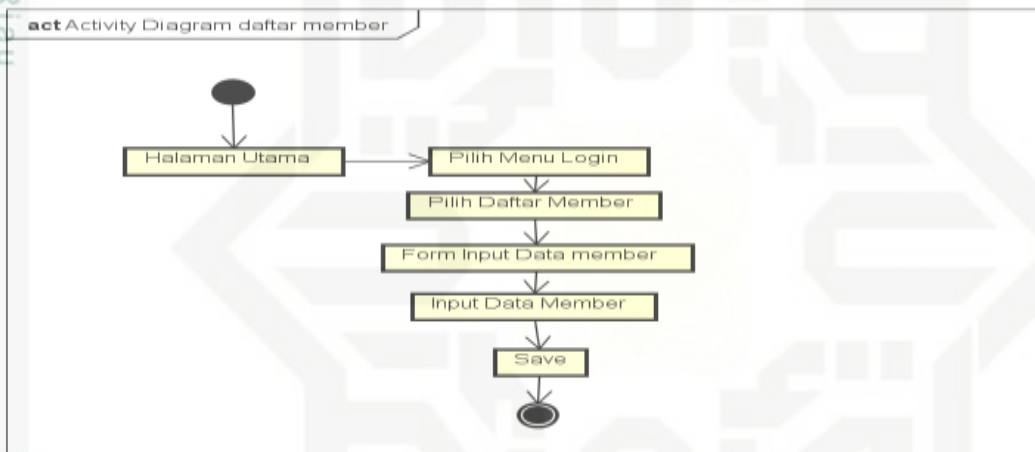 act Activity Diagram daftar member
Halaman Utama
Pilih Menu Login
Pilih Daftar Member
Form Input Data member
Input Data Member
Save